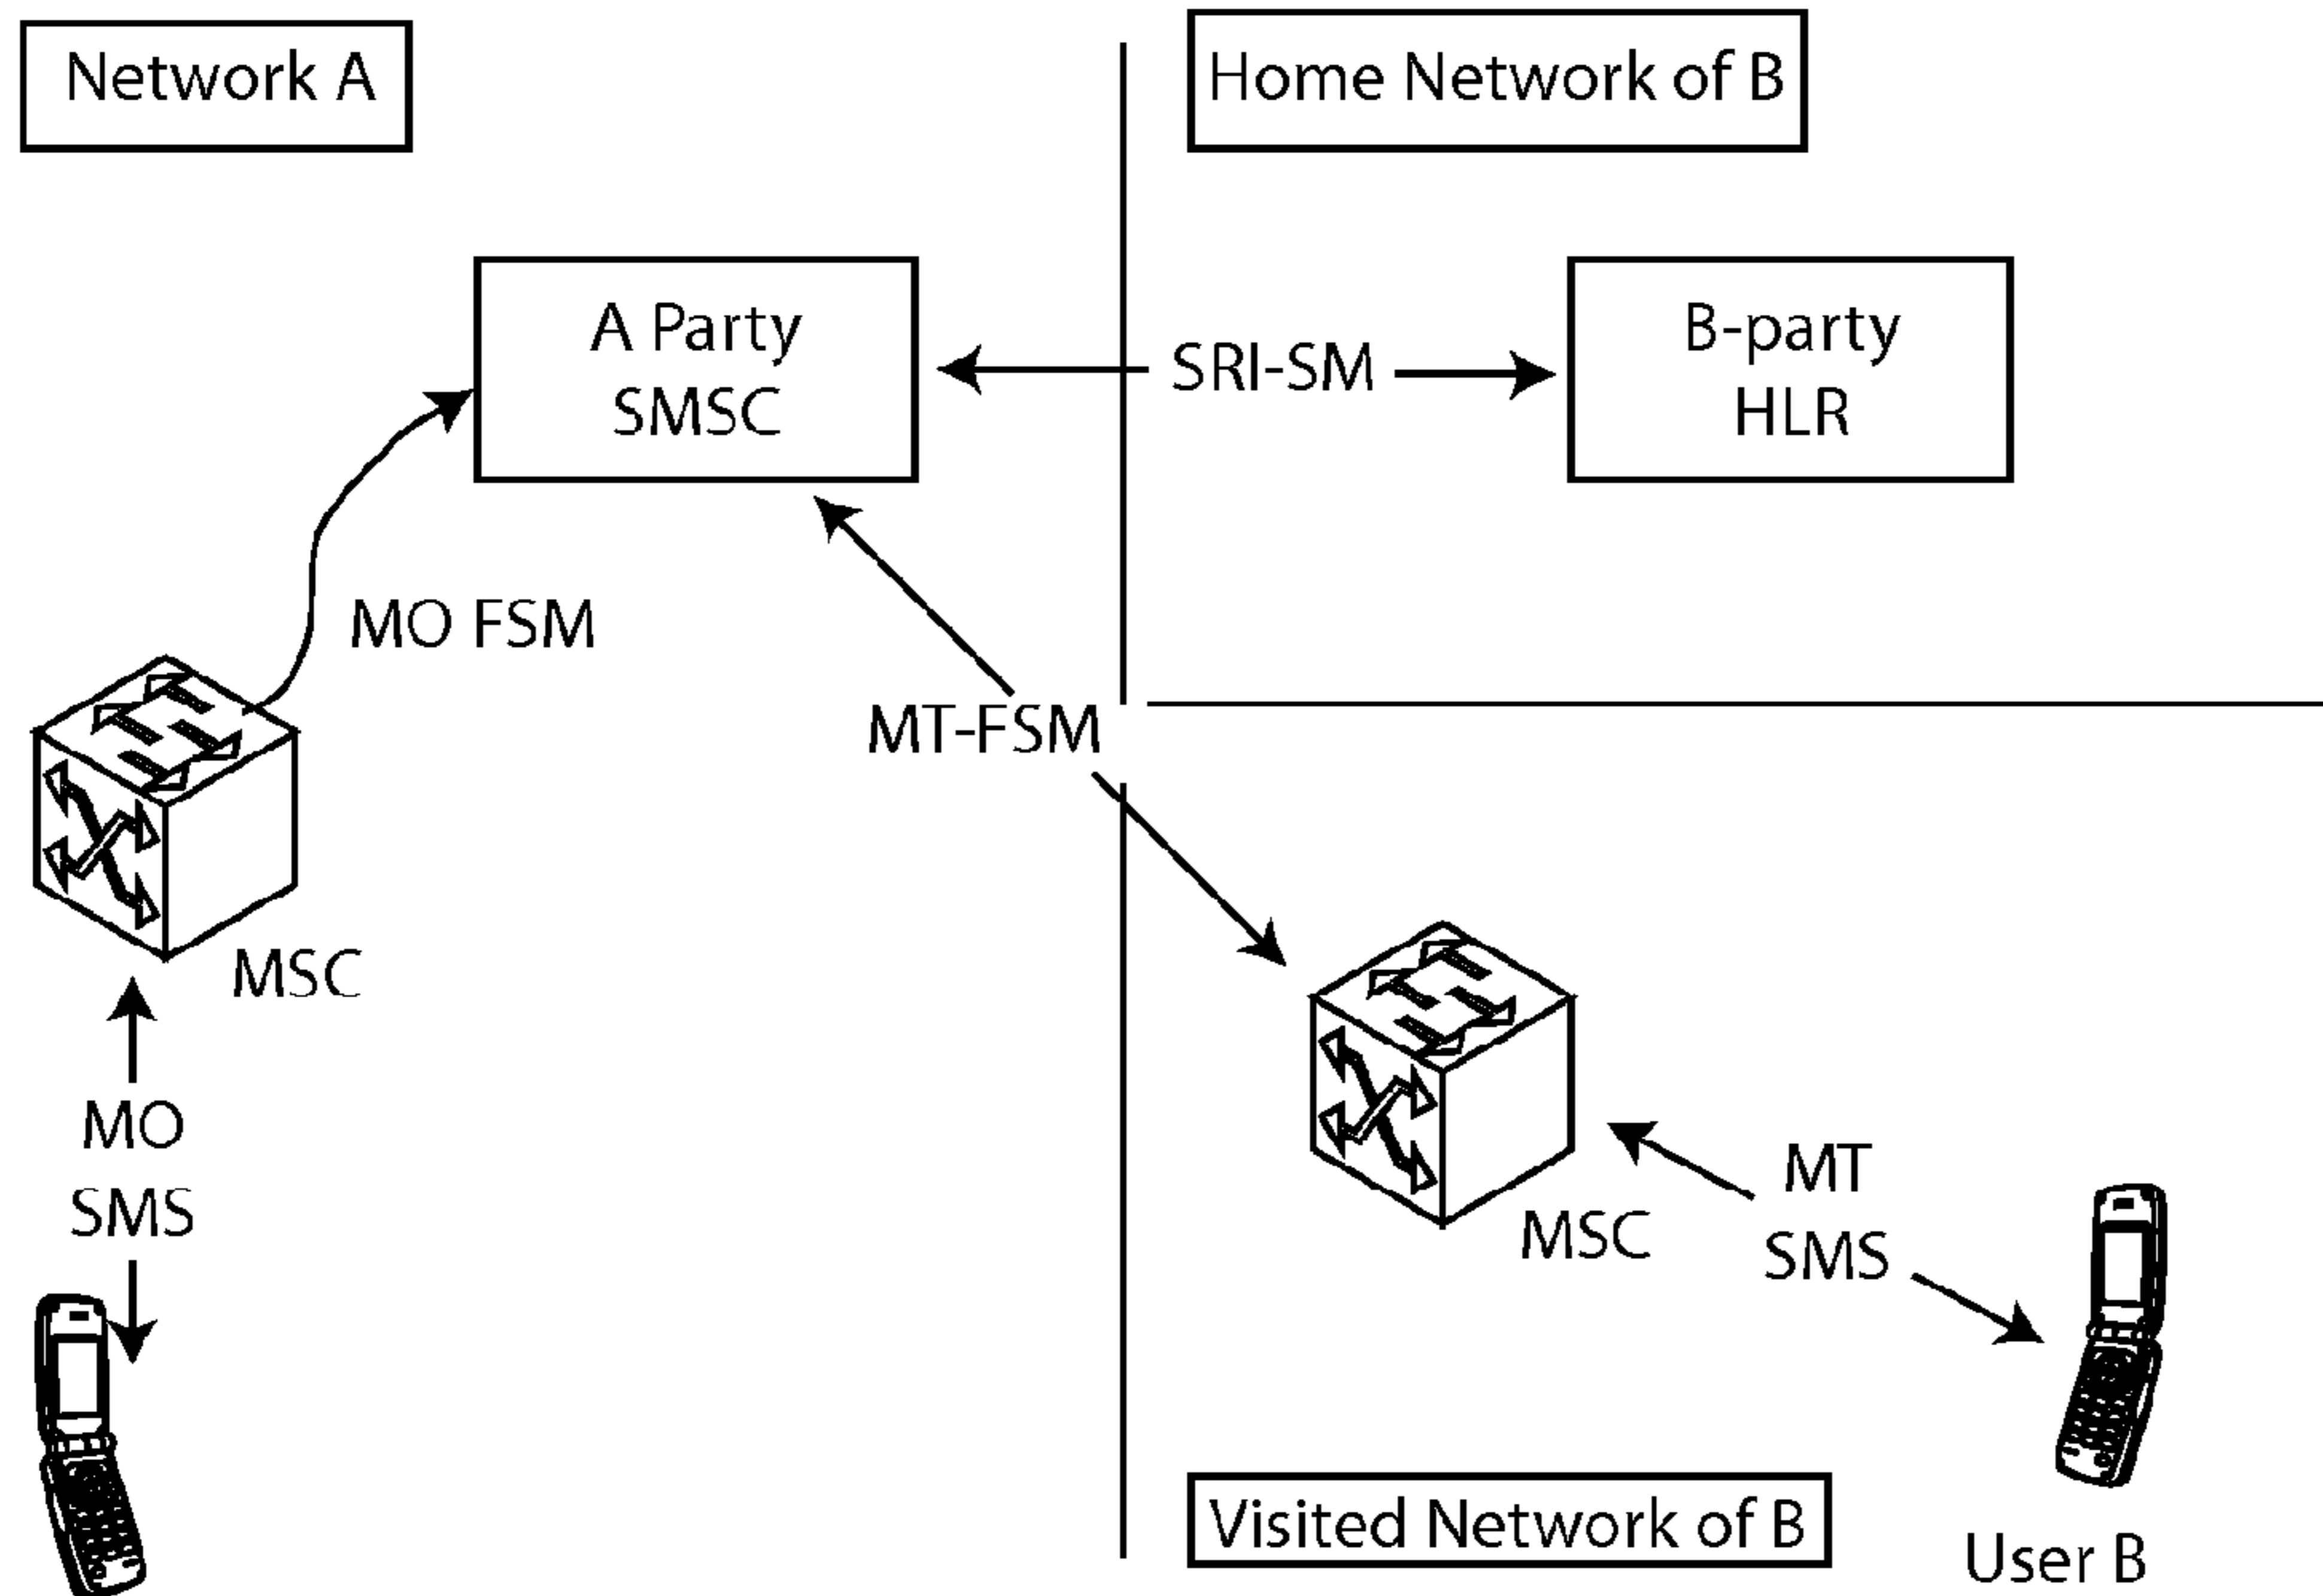 Network A
Home Network of B
A Party
SMSC
SRI-SM
B-party
HLR
MO FSM
MT-FSM
MSC
MO
SMS
MT
SMS
MSC
Visited Network of B
User B